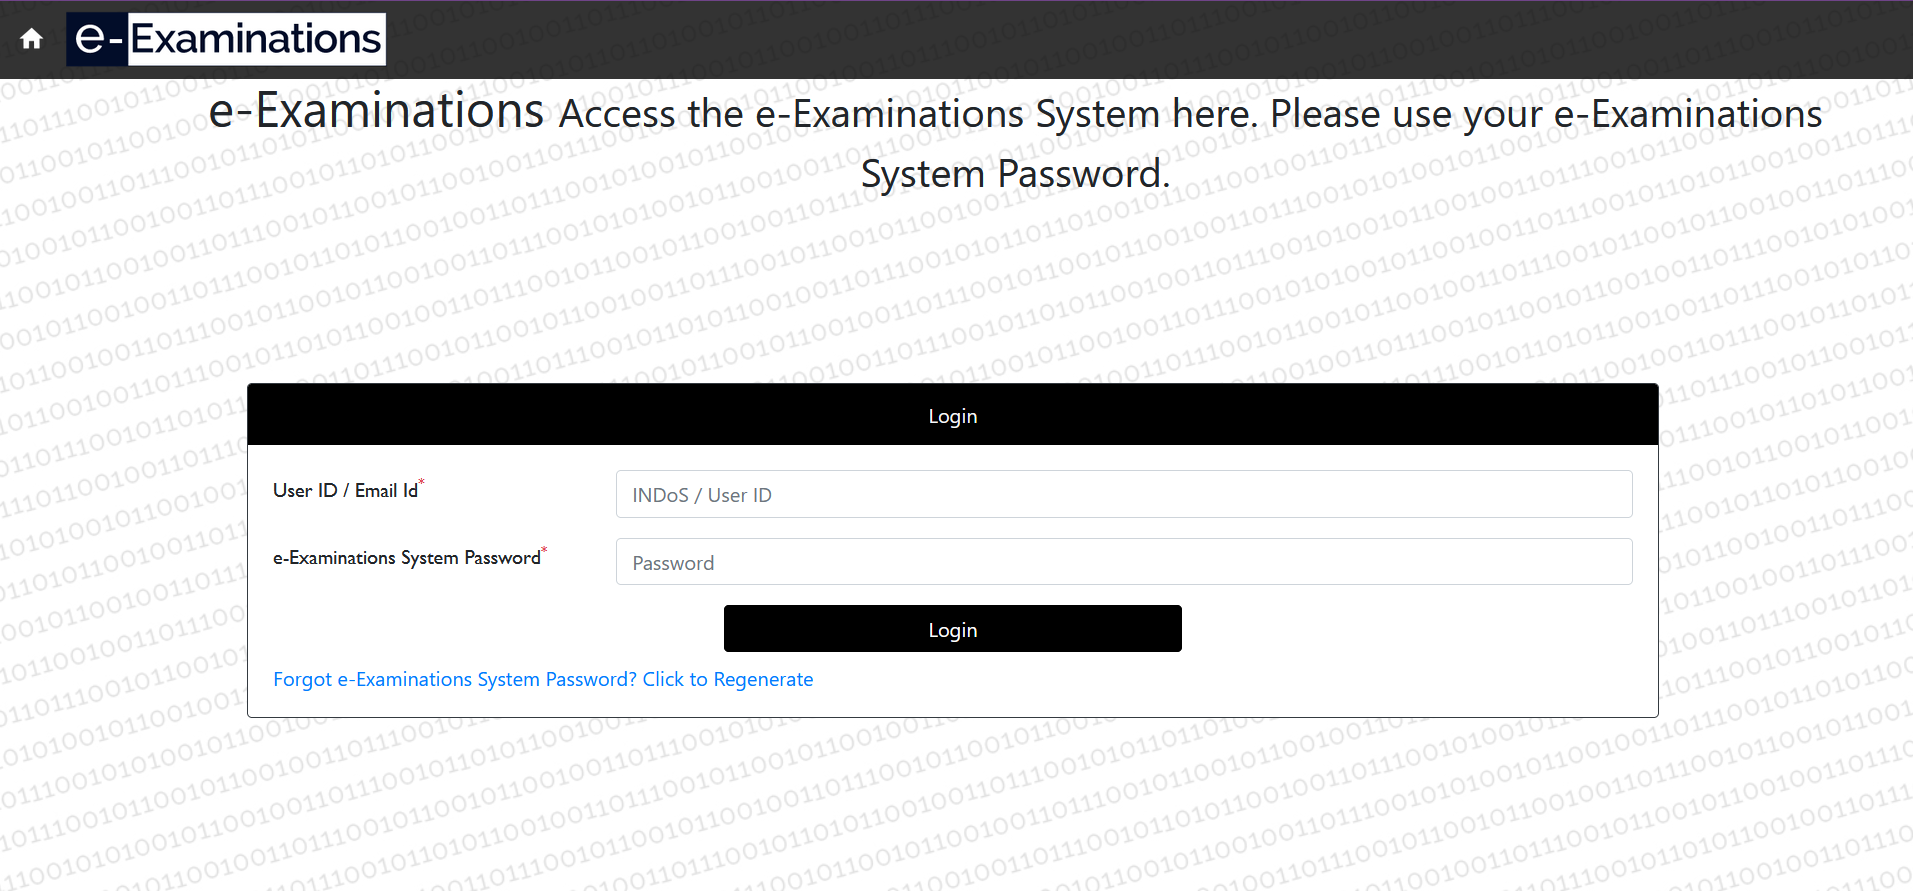 e-Examinations
e-Examinations Access the e-Examinations System here. Please use your e-Examinations
System Password.
Login
User ID / Email Id*
INDoS / User ID
e-Examinations System Password*
Password
Login
Forgot e-Examinations System Password? Click to Regenerate